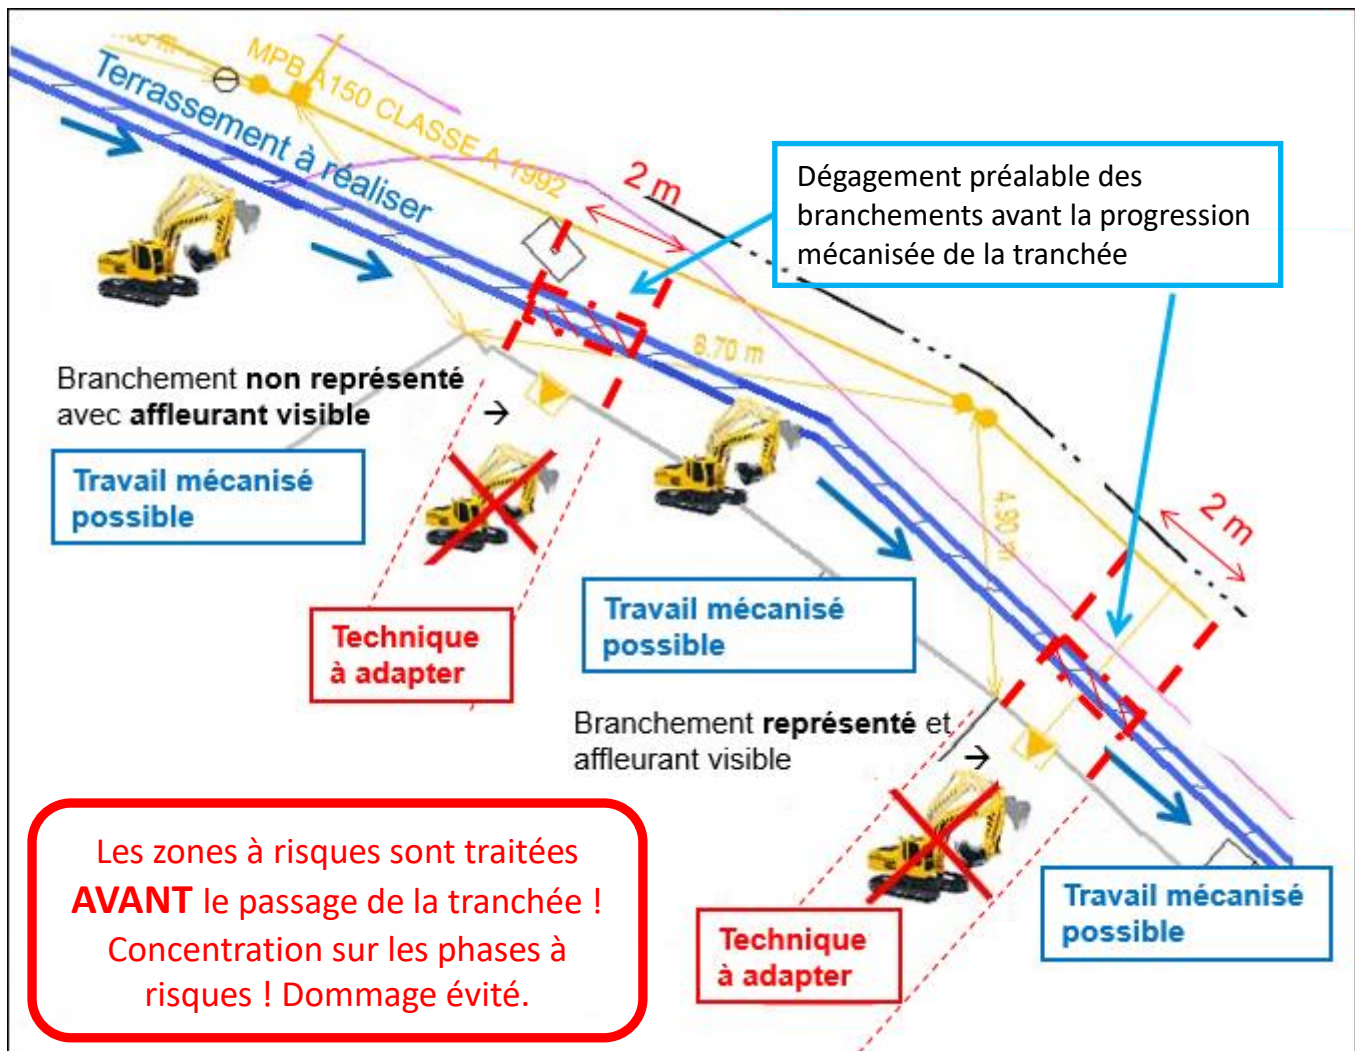 MPB A150 CLASSE A 1992
Terrassement à réaliser
2 m
Dégagement préalable des
branchements avant la progression
mécanisée de la tranchée
6.70 m
Branchement non représenté
avec affleurant visible
Travail mécanisé
possible
4.90 m
2 m
Travail mécanisé
possible
Technique
à adapter
Branchement représenté et
affleurant visible
Les zones à risques sont traitées
AVANT le passage de la tranchée !
Concentration sur les phases à
risques ! Dommage évité.
Travail mécanisé
possible
Technique
à adapter